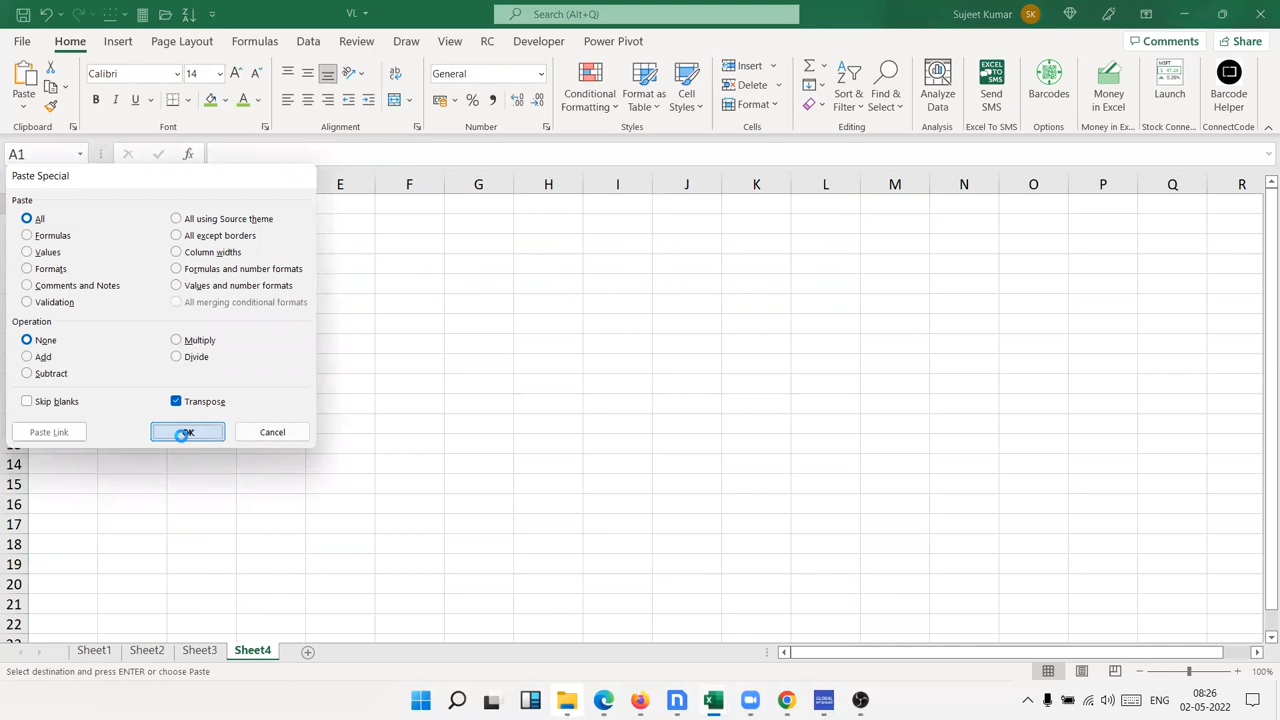 VL
Search (Alt+Q)
Sujeet Kumar SK
File Home Insert Page Layout Formulas Data Review View Draw RC Developer Power Pivot Comments Share
Paste
Calibri 14
B I U
General
Conditional Formatting
Format as Table
Cell Styles
Insert
Delete
Format
Sort & Filter
Find & Select
Analyze Data
Send SMS
Barcodes
Money in Excel
Launch
Barcode Helper
Clipboard Font Alignment Number Styles Cells Editing Analysis Excel To SMS Options Money in Ex... Stock Conne... ConnectCode
A1 fx
Paste Special
E F G H I J K L M N O P Q R
Paste
All All using Source theme
Formulas All except borders
Values Column widths
Formats Formulas and number formats
Comments and Notes Values and number formats
Validation All merging conditional formats
Operation
None Multiply
Add Divide
Subtract
Skip blanks Transpose
Paste Link OK Cancel
14
15
16
17
18
19
20
21
22
Sheet1 Sheet2 Sheet3 Sheet4
Select destination and press ENTER or choose Paste 100%
ENG 08:26
02-05-2022